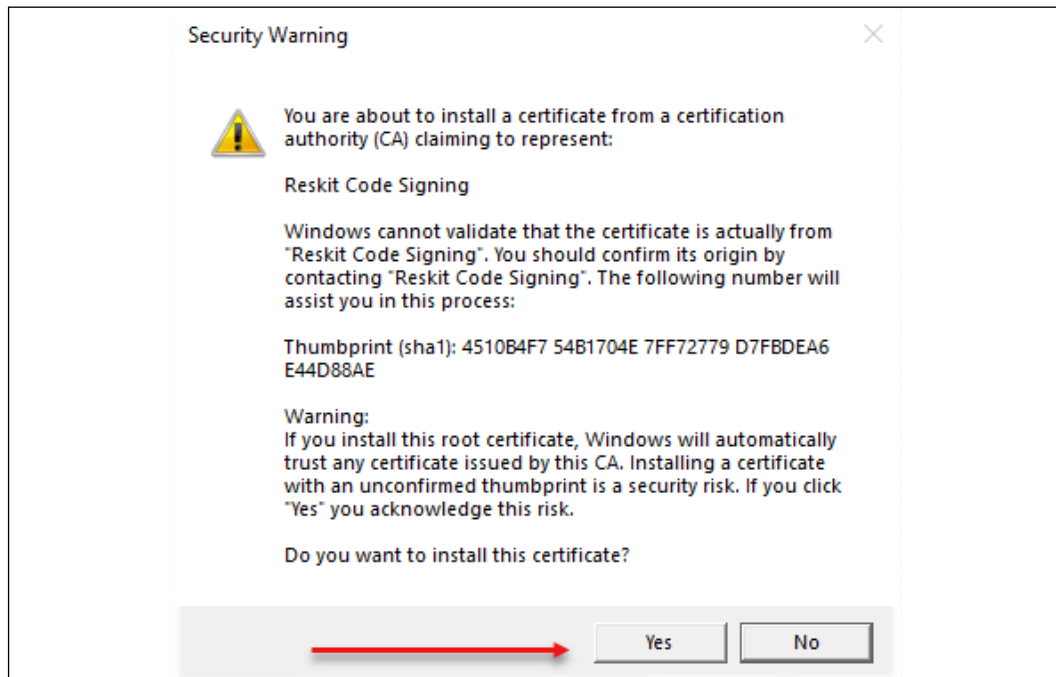 Security Warning
You are about to install a certificate from a certification
authority (CA) claiming to represent:
Reskit Code Signing
Windows cannot validate that the certificate is actually from
"Reskit Code Signing". You should confirm its origin by
contacting "Reskit Code Signing". The following number will
assist you in this process:
Thumbprint (sha1): 4510B4F7 54B1704E 7FF72779 D7FBDEA6
E44D88AE
Warning:
If you install this root certificate, Windows will automatically
trust any certificate issued by this CA. Installing a certificate
with an unconfirmed thumbprint is a security risk. If you click
"Yes" you acknowledge this risk.
Do you want to install this certificate?
Yes No